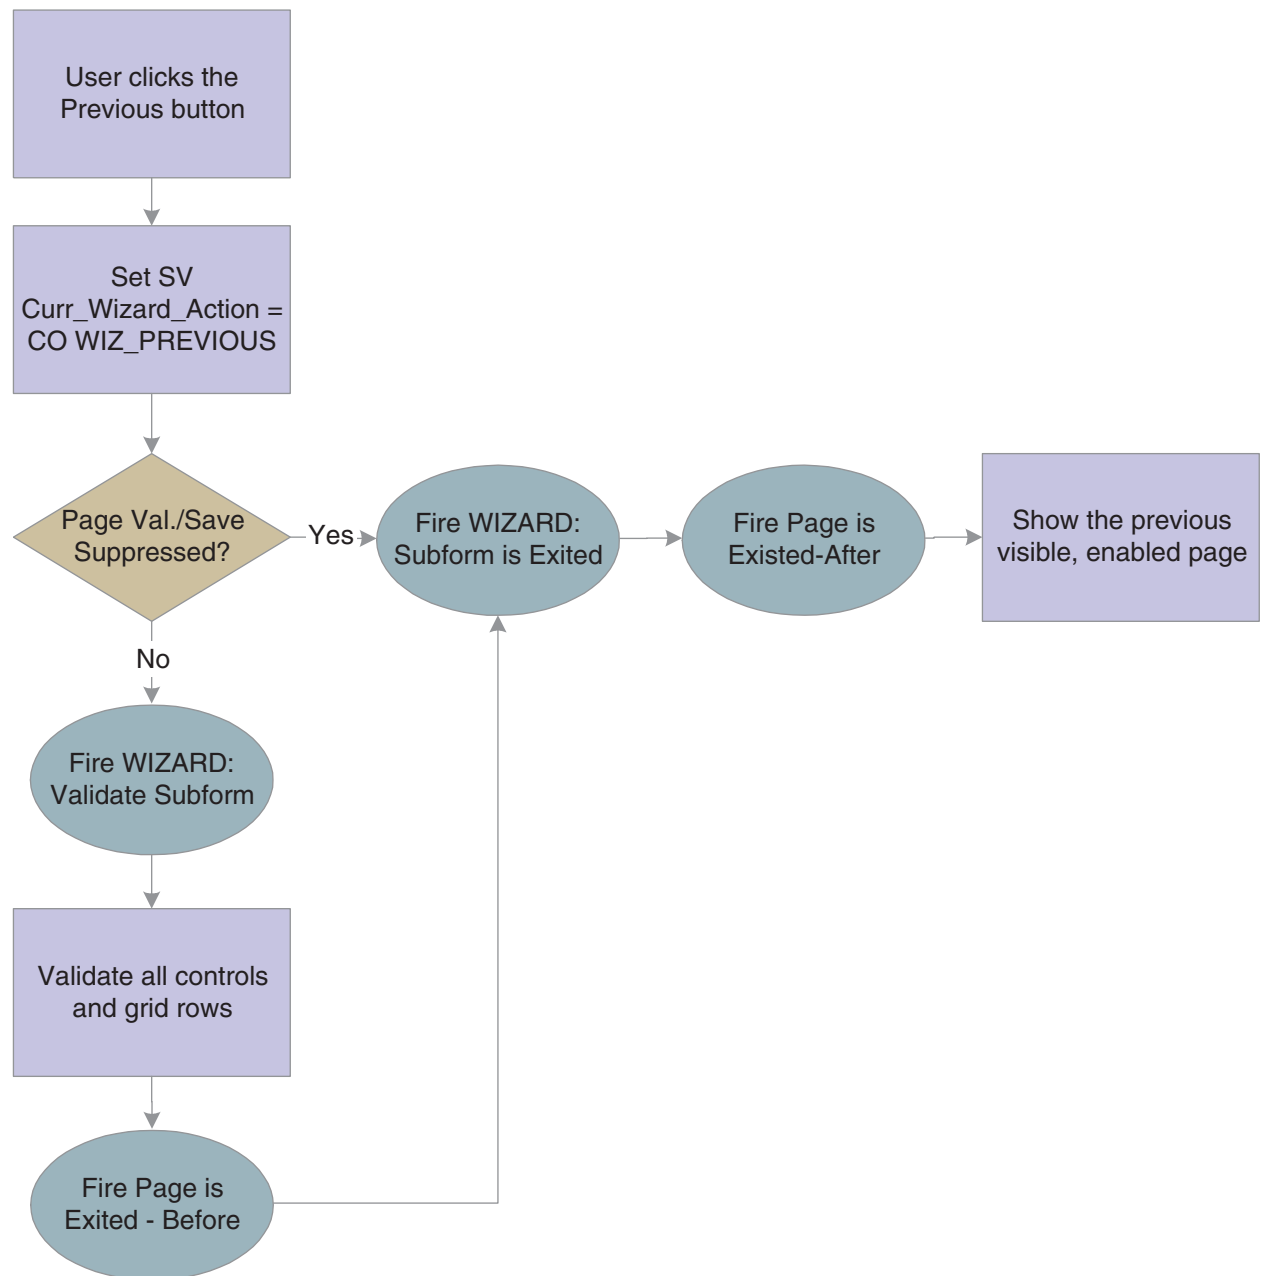 User clicks the
Previous button
Set SV
Curr_Wizard_Action =
CO WIZ_PREVIOUS
Page Val./Save
Suppressed?
Yes
Fire WIZARD:
Subform is Exited
Fire Page is
Existed-After
Show the previous
visible, enabled page
No
Fire WIZARD:
Validate Subform
Validate all controls
and grid rows
Fire Page is
Exited - Before